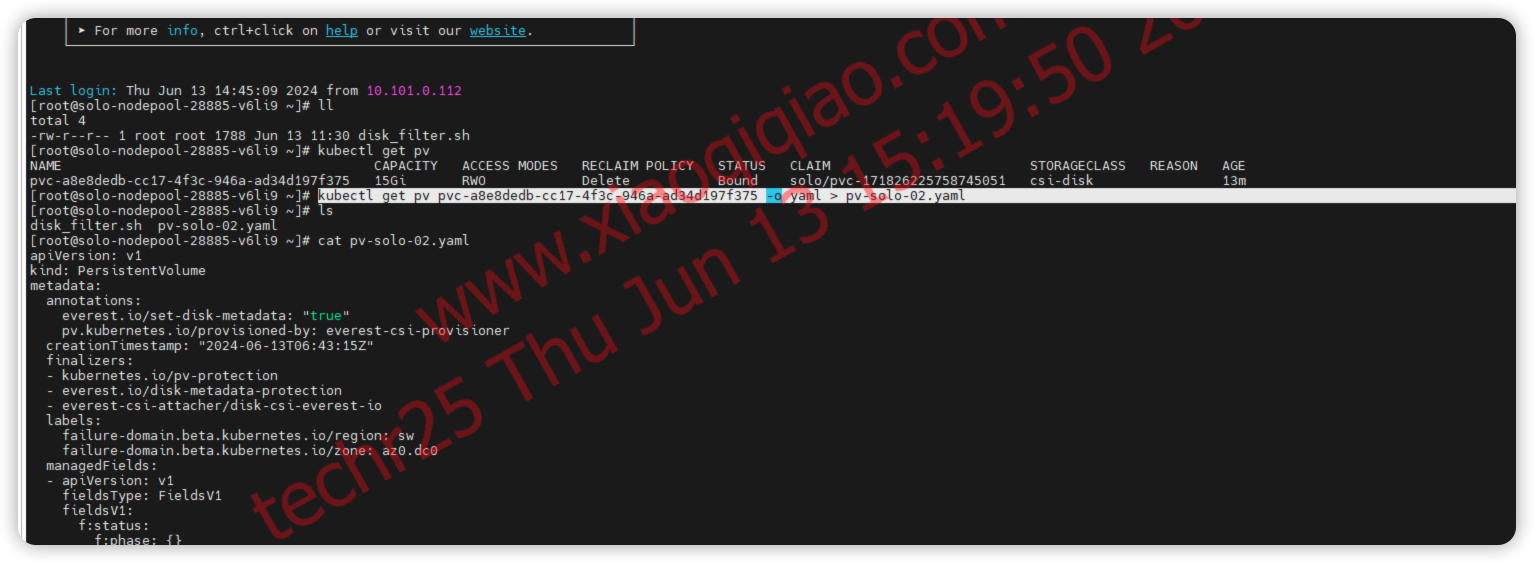 ➤ For more info, ctrl+click on help or visit our website.
Last login: Thu Jun 13 14:45:09 2024 from 10.101.0.112
[root@solo-nodepool-28885-v6li9 ~]# ll
total 4
-rw-r--r-- 1 root root 1788 Jun 13 11:30 disk_filter.sh
[root@solo-nodepool-28885-v6li9 ~]# kubectl get pv
NAME CAPACITY ACCESS MODES RECLAIM POLICY STATUS CLAIM STORAGECLASS REASON AGE
pvc-a8e8dedb-cc17-4f3c-946a-ad34d197f375 15Gi RWO Delete Bound solo/pvc-171826225758745051 csi-disk 13m
[root@solo-nodepool-28885-v6li9 ~]# kubectl get pv pvc-a8e8dedb-cc17-4f3c-946a-ad34d197f375 -o yaml > pv-solo-02.yaml
[root@solo-nodepool-28885-v6li9 ~]# ls
disk_filter.sh pv-solo-02.yaml
[root@solo-nodepool-28885-v6li9 ~]# cat pv-solo-02.yaml
apiVersion: v1
kind: PersistentVolume
metadata:
  annotations:
    everest.io/set-disk-metadata: "true"
    pv.kubernetes.io/provisioned-by: everest-csi-provisioner
  creationTimestamp: "2024-06-13T06:43:15Z"
  finalizers:
  - kubernetes.io/pv-protection
  - everest.io/disk-metadata-protection
  - everest-csi-attacher/disk-csi-everest-io
  labels:
    failure-domain.beta.kubernetes.io/region: sw
    failure-domain.beta.kubernetes.io/zone: az0.dc0
  managedFields:
  - apiVersion: v1
    fieldsType: FieldsV1
    fieldsV1:
      f:status:
        f:phase: {}
www.xiaoqiqiao.com
techr25 Thu Jun 13 15:19:50 20